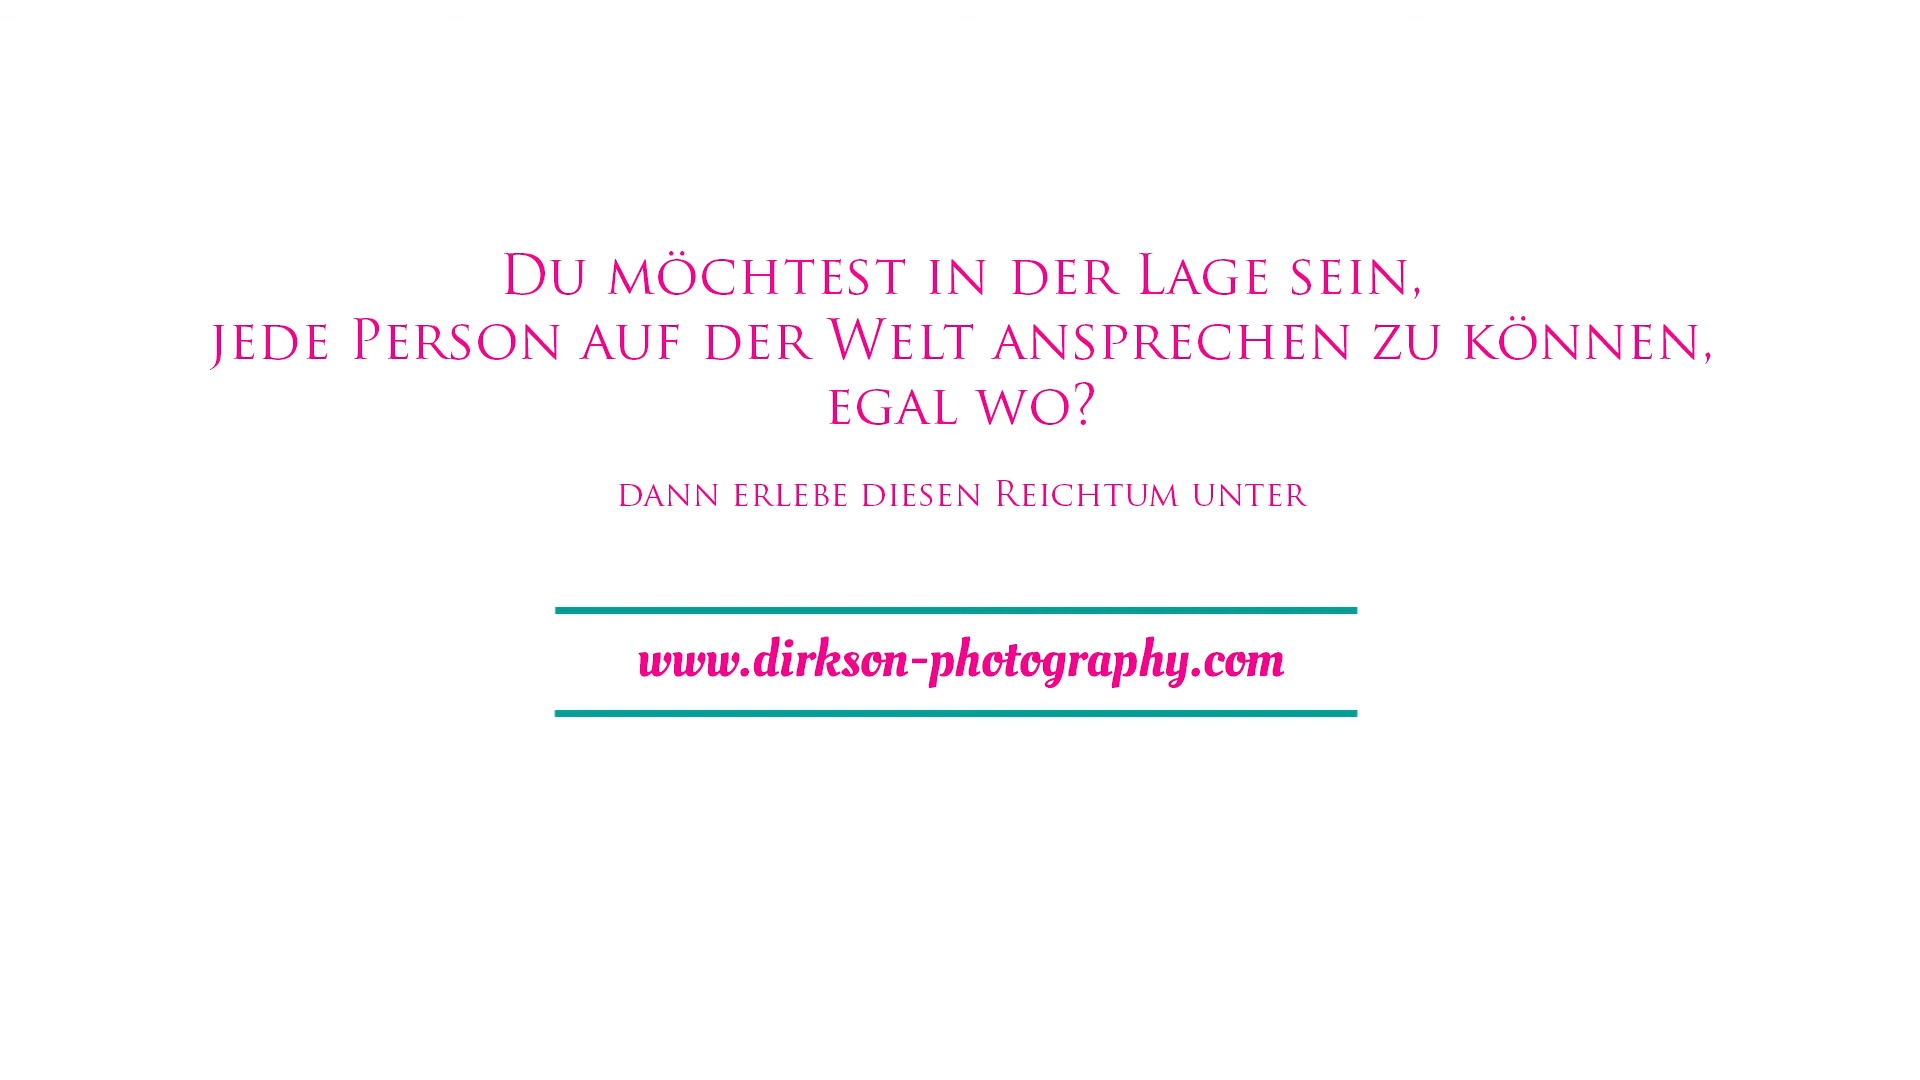 Du möchtest in der Lage sein,
jede Person auf der Welt ansprechen zu können,
egal wo?
dann erlebe diesen Reichtum unter
www.dirkson-photography.com